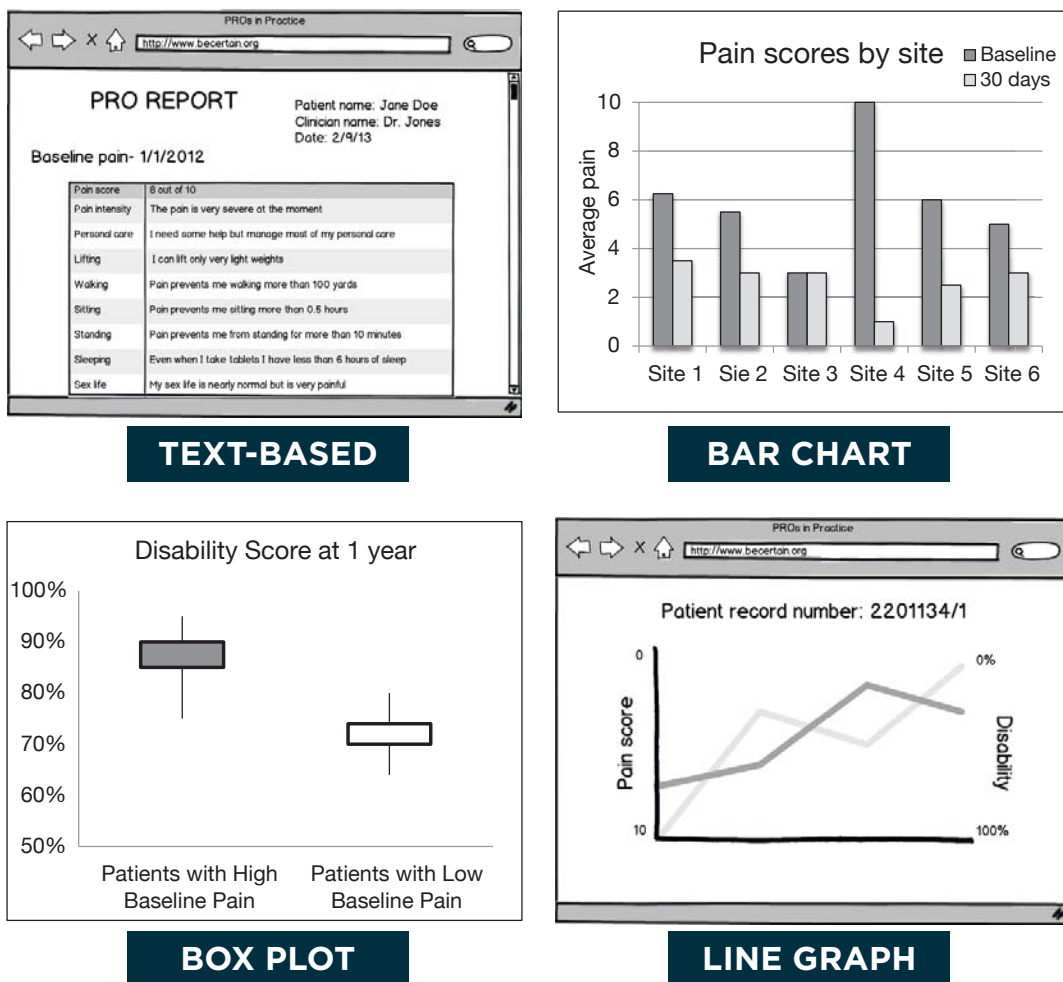 PROs in Practice
http://www.becertain.org
PRO REPORT
Patient name: Jane Doe
Clinician name: Dr. Jones
Date: 2/9/13
Baseline pain- 1/1/2012
Pain score 8 out of 10
Pain intensity The pain is very severe at the moment
Personal care I need some help but manage most of my personal care
Lifting I can lift only very light weights
Walking Pain prevents me walking more than 100 yards
Sitting Pain prevents me sitting more than 0.5 hours
Standing Pain prevents me from standing for more than 10 minutes
Sleeping Even when I take tablets I have less than 6 hours of sleep
Sex life My sex life is nearly normal but is very painful
TEXT-BASED
Pain scores by site
Baseline
30 days
Average pain
10
8
6
4
2
0
Site 1 Sie 2 Site 3 Site 4 Site 5 Site 6
BAR CHART
Disability Score at 1 year
100%
90%
80%
70%
60%
50%
Patients with High
Baseline Pain
Patients with Low
Baseline Pain
BOX PLOT
PROs in Practice
http://www.becertain.org
Patient record number: 2201134/1
0
Pain score
10
0%
Disability
100%
LINE GRAPH